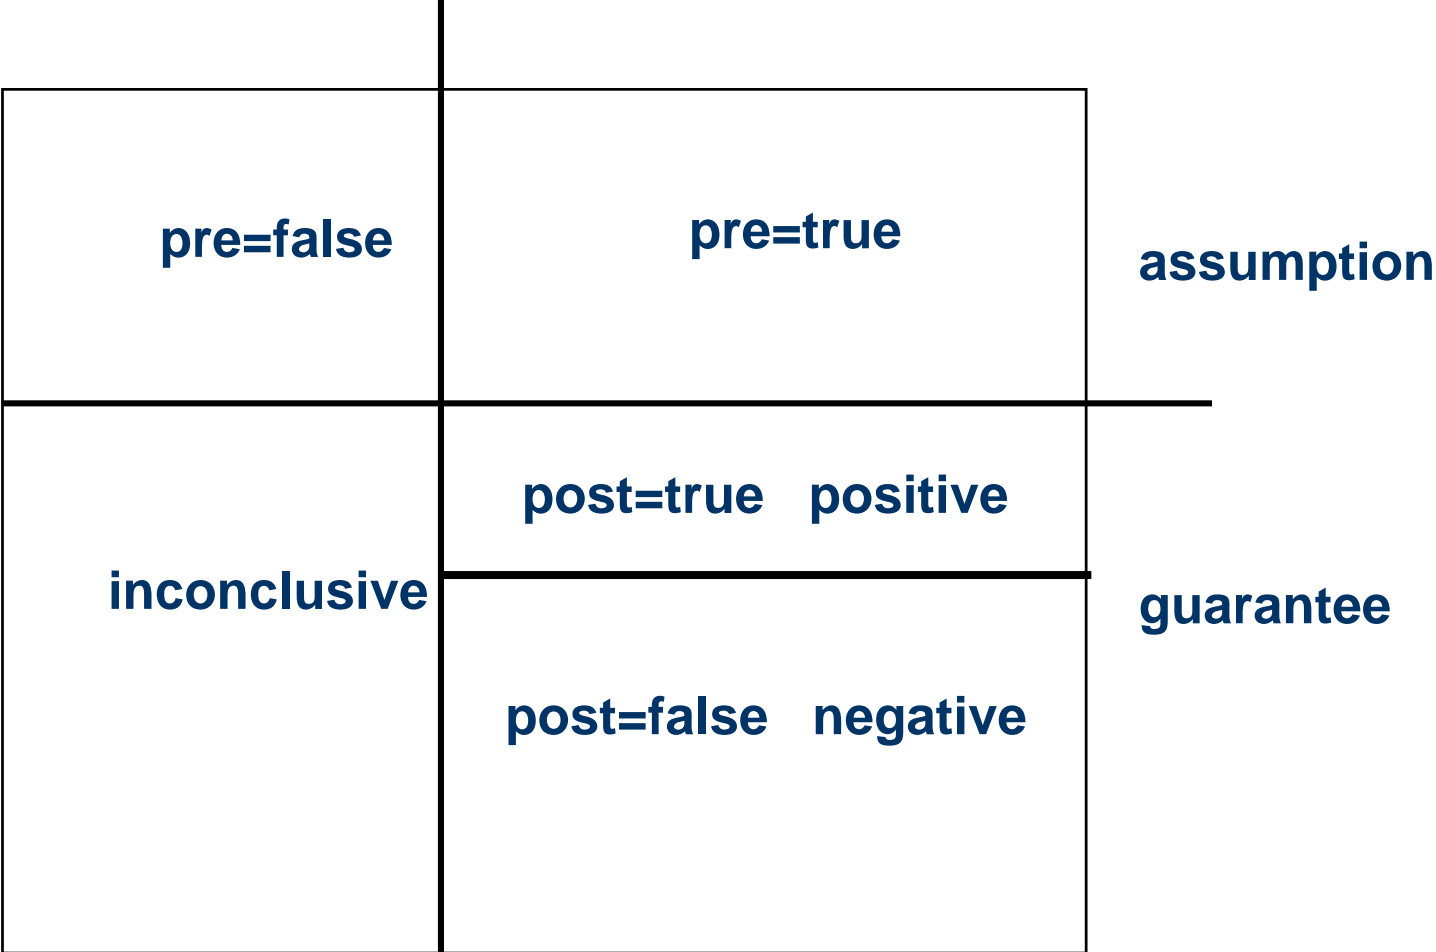 pre=false
pre=true
assumption
post=true positive
inconclusive
guarantee
post=false negative